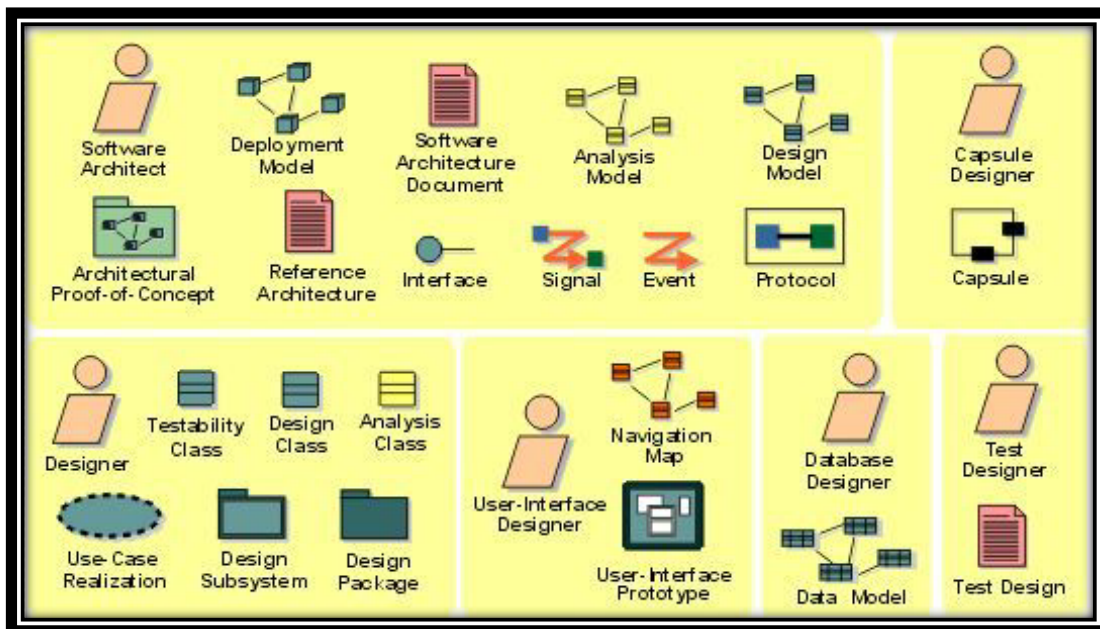 Software
Architect
Deployment
Model
Software
Architecture
Document
Analysis
Model
Design
Model
Architectural
Proof-of-Concept
Reference
Architecture
Interface
Signal
Event
Protocol
Capsule
Designer
Capsule
Designer
Testability
Class
Design
Class
Analysis
Class
Use-Case
Realization
Design
Subsystem
Design
Package
User-Interface
Designer
Navigation
Map
User-Interface
Prototype
Database
Designer
Data Model
Test
Designer
Test Design